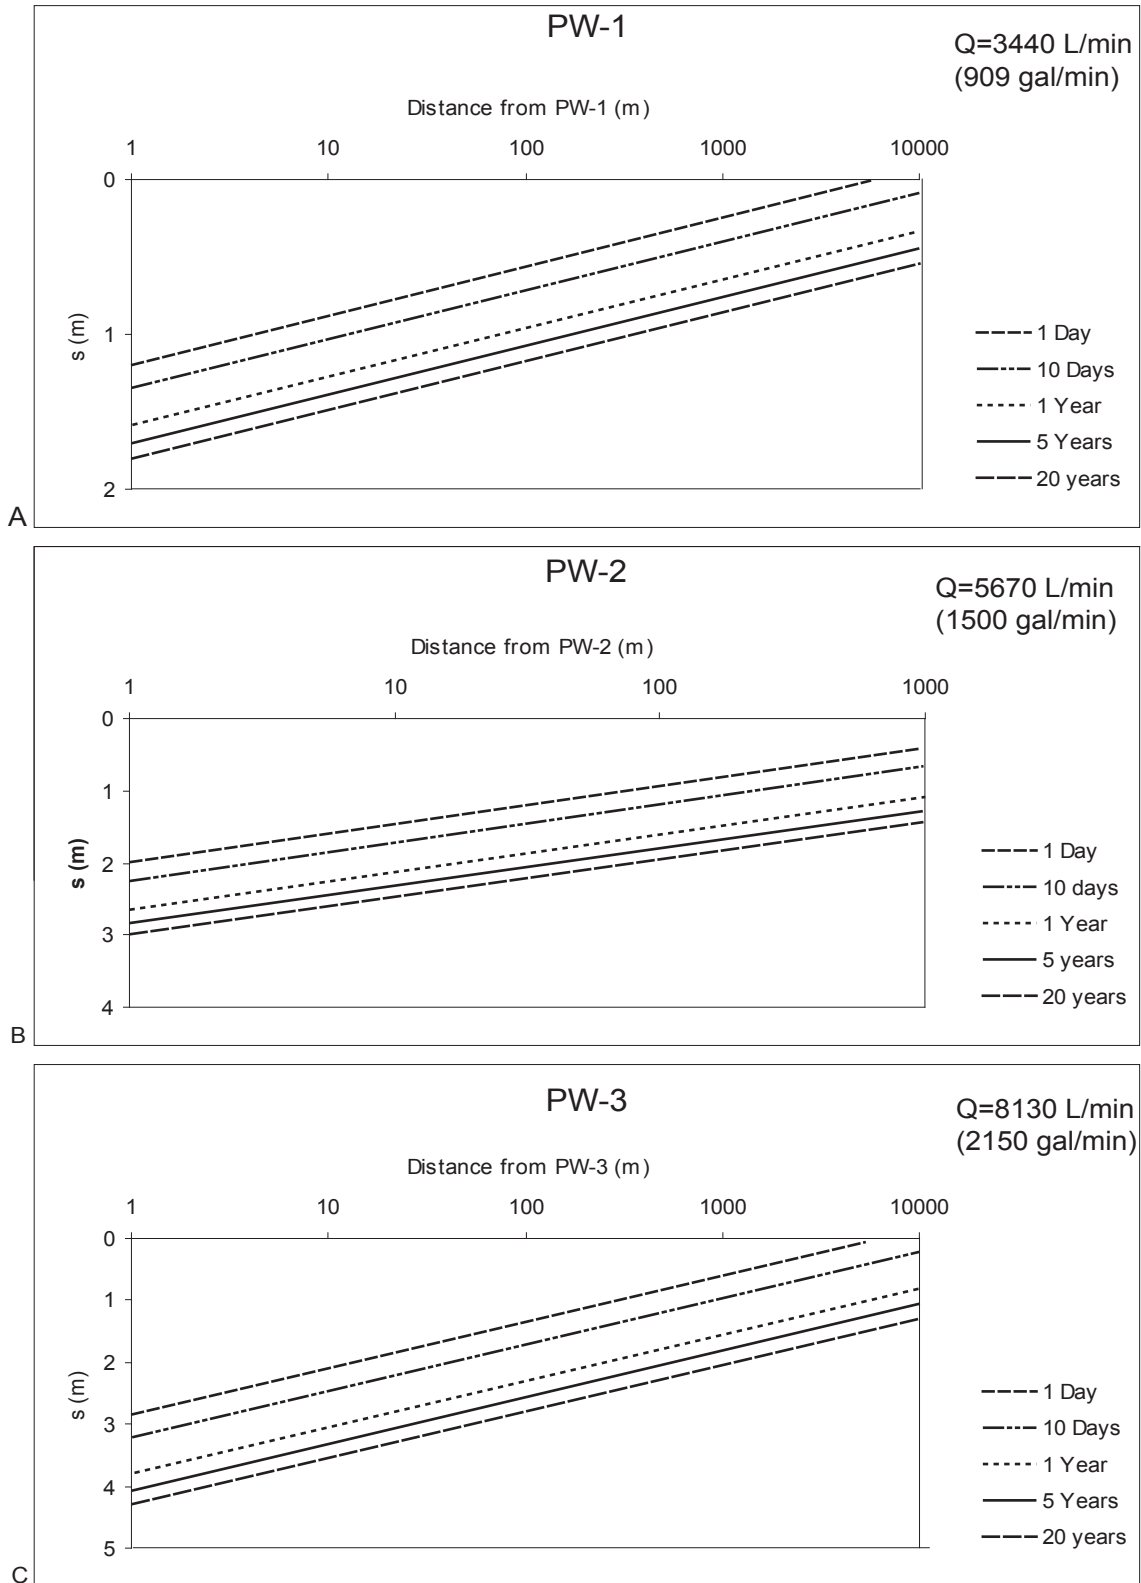 PW-1
Q=3440 L/min
(909 gal/min)
Distance from PW-1 (m)
1 10 100 1000 10000
0
1
2
s (m)
1 Day
10 Days
1 Year
5 Years
20 years
A
PW-2
Q=5670 L/min
(1500 gal/min)
Distance from PW-2 (m)
1 10 100 1000
0
1
2
3
4
s (m)
1 Day
10 days
1 Year
5 years
20 years
B
PW-3
Q=8130 L/min
(2150 gal/min)
Distance from PW-3 (m)
1 10 100 1000 10000
0
1
2
3
4
5
s (m)
1 Day
10 Days
1 Year
5 Years
20 years
C